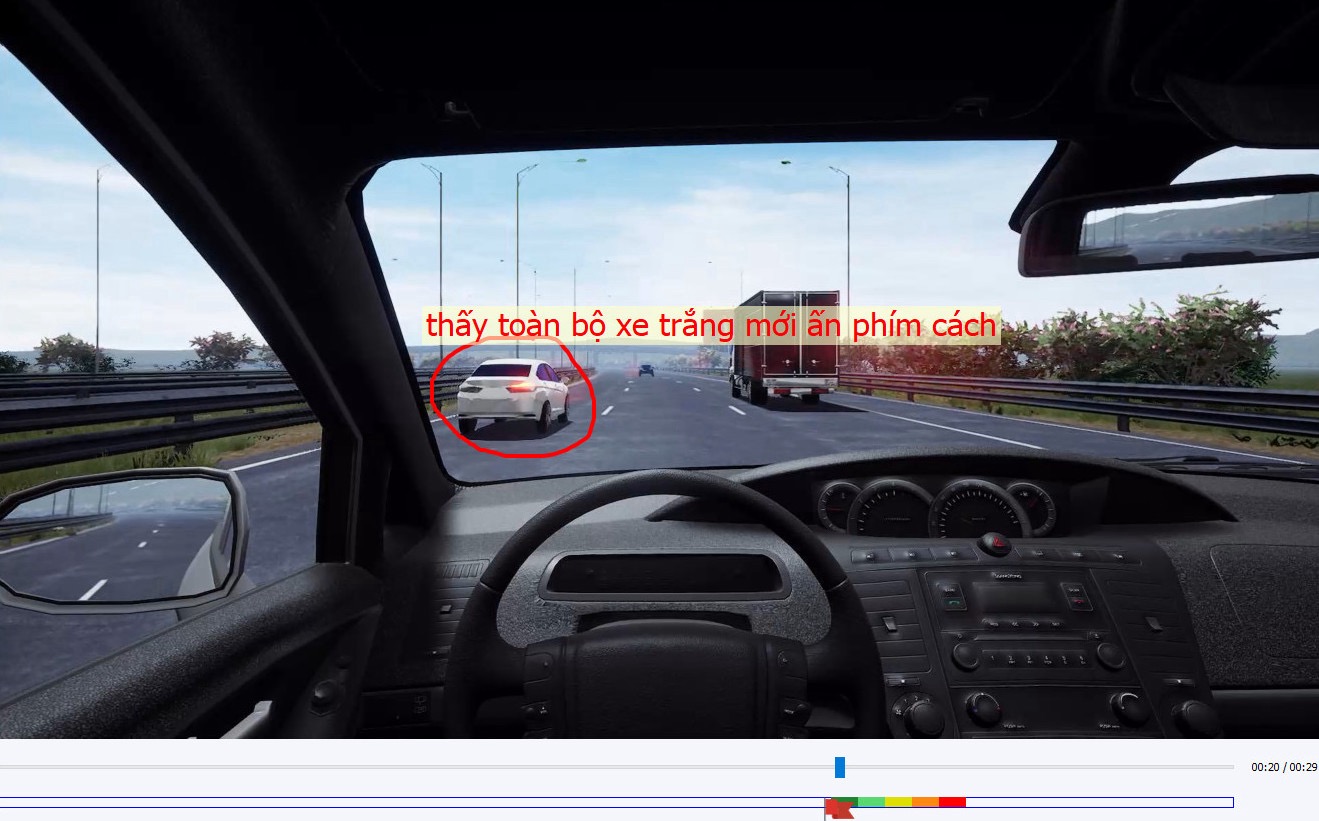 thấy toàn bộ xe trắng mới ấn phím cách
00:20 / 00:29